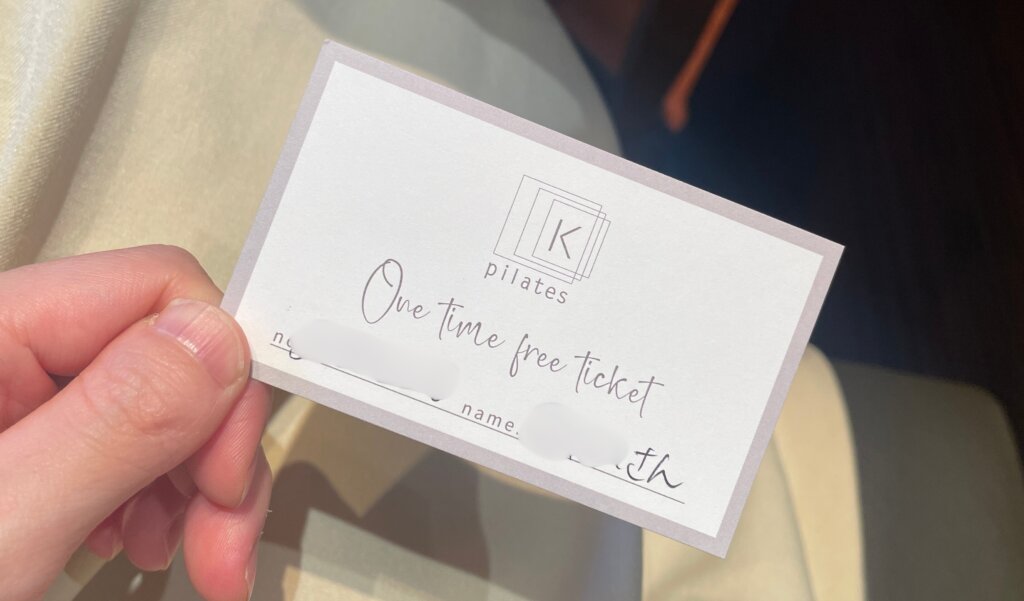 K
pilates
One time free ticket
name.